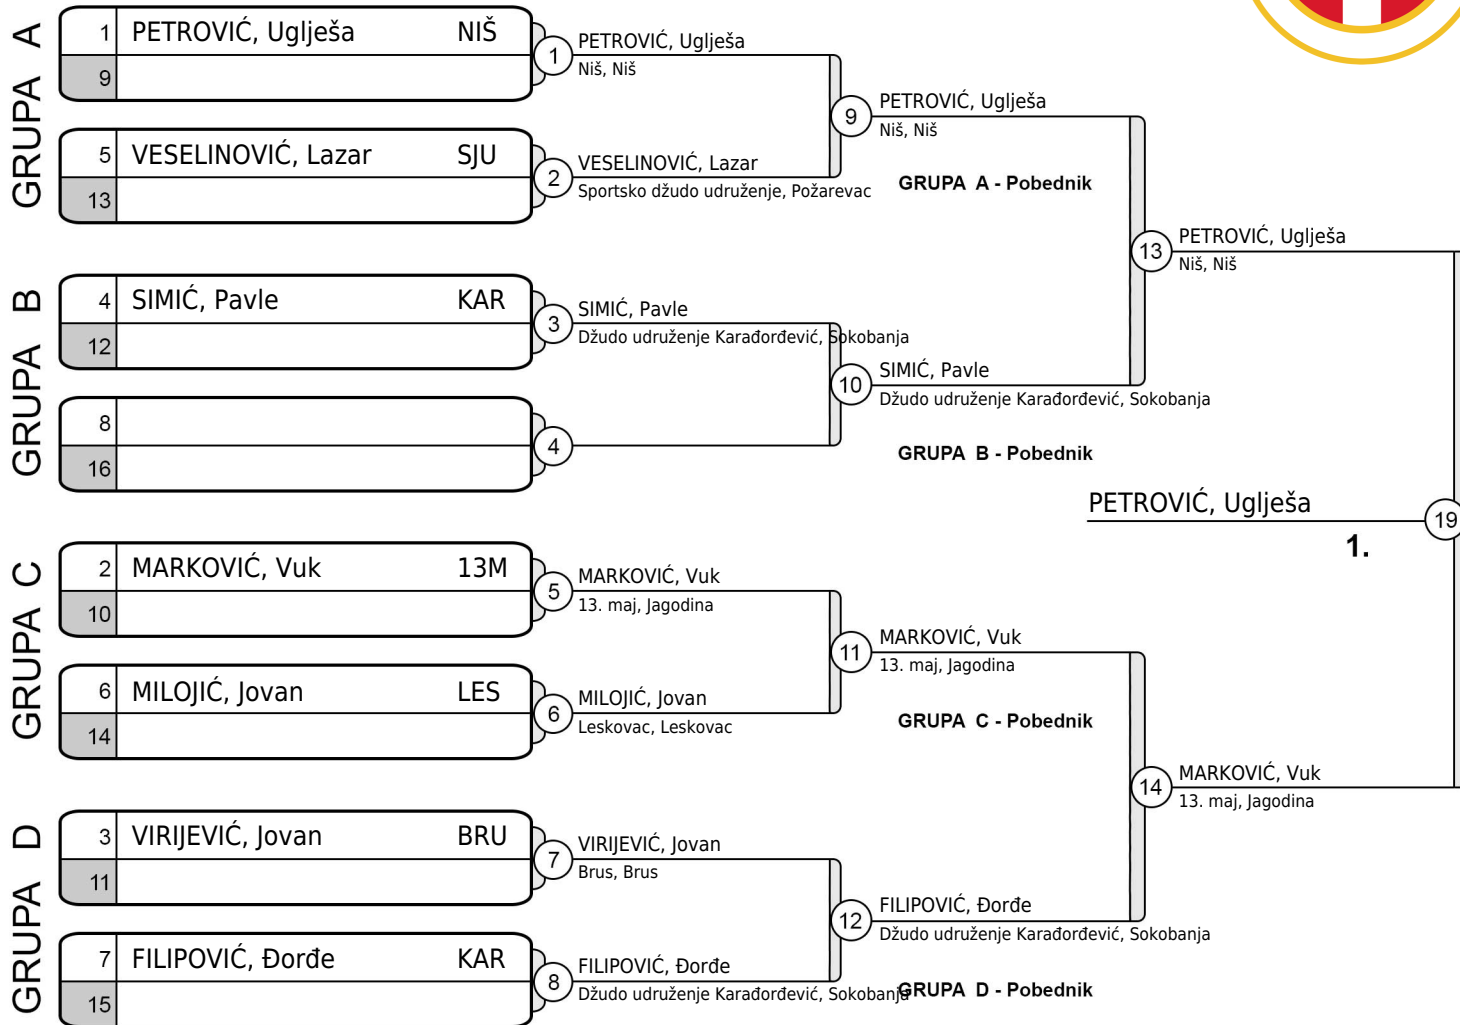 GRUPA A
1 PETROVIĆ, Uglješa NIŠ
9
1
PETROVIĆ, Uglješa
Niš, Niš
5 VESELINOVIĆ, Lazar SJU
13
2
VESELINOVIĆ, Lazar
Sportsko džudo udruženje, Požarevac
9
PETROVIĆ, Uglješa
Niš, Niš
GRUPA A - Pobednik
GRUPA B
4 SIMIĆ, Pavle KAR
12
3
SIMIĆ, Pavle
Džudo udruženje Karađorđević, Sokobanja
8
16
4
10
SIMIĆ, Pavle
Džudo udruženje Karađorđević, Sokobanja
GRUPA B - Pobednik
13
PETROVIĆ, Uglješa
Niš, Niš
PETROVIĆ, Uglješa
19
1.
GRUPA C
2 MARKOVIĆ, Vuk 13M
10
5
MARKOVIĆ, Vuk
13. maj, Jagodina
6 MILOJIĆ, Jovan LES
14
6
MILOJIĆ, Jovan
Leskovac, Leskovac
11
MARKOVIĆ, Vuk
13. maj, Jagodina
GRUPA C - Pobednik
14
MARKOVIĆ, Vuk
13. maj, Jagodina
GRUPA D
3 VIRIJEVIĆ, Jovan BRU
11
7
VIRIJEVIĆ, Jovan
Brus, Brus
7 FILIPOVIĆ, Đorđe KAR
15
8
FILIPOVIĆ, Đorđe
Džudo udruženje Karađorđević, Sokobanja
12
FILIPOVIĆ, Đorđe
Džudo udruženje Karađorđević, Sokobanja
GRUPA D - Pobednik